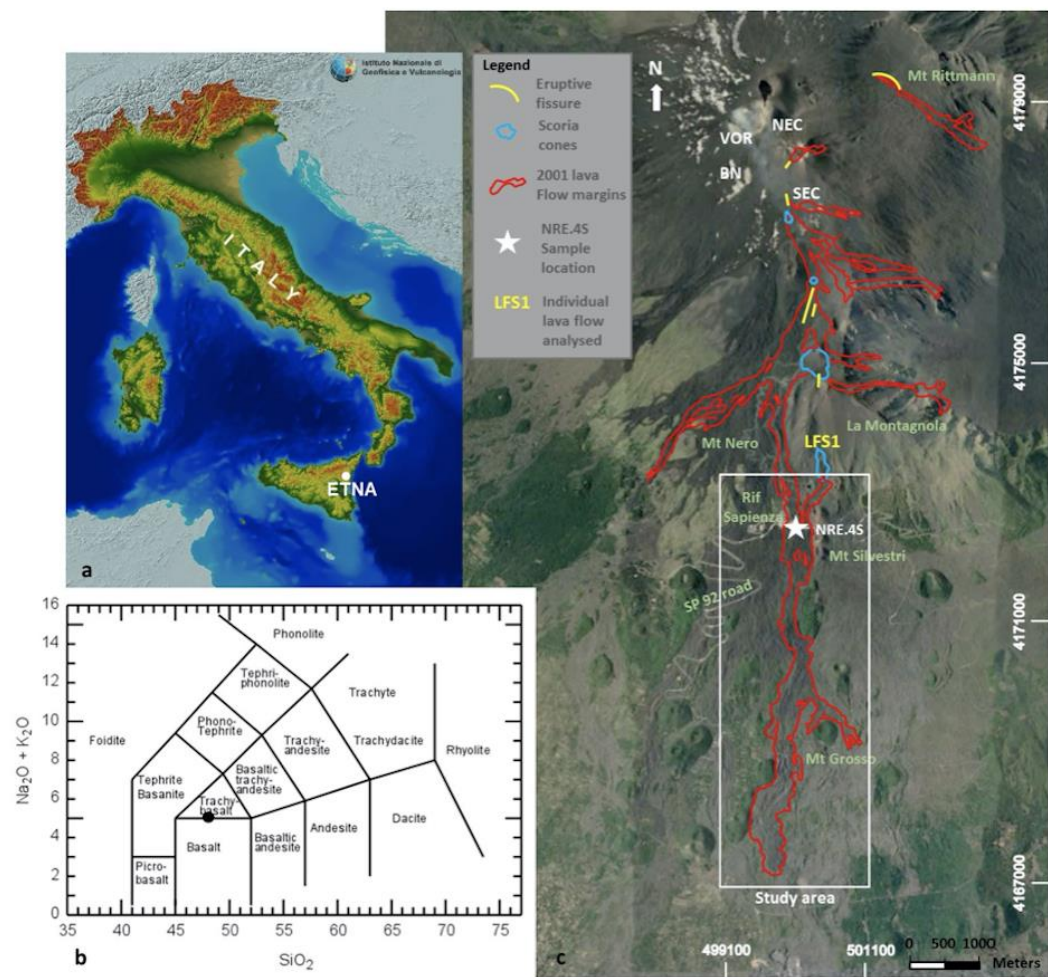 Istituto Nazionale di
Geofisica e Vulcanologia
ITALY
ETNA
a
Legend
Eruptive
fissure
Scoria
cones
2001 lava
Flow margins
NRE.4S
Sample
location
LFS1
Individual
lava flow
analysed
N
Mt Rittmann
VOR
NEC
BN
SEC
4179000
4175000
4171000
4167000
La Montagnola
Mt Nero
LFS1
Rif
Sapienza
NRE.4S
Mt Silvestri
SP 92 road
Mt Grosso
Study area
499100
501100
0 500 1000
Meters
c
Na₂O + K₂O
16
14
12
10
8
6
4
2
0
35 40 45 50 55 60 65 70 75
SiO₂
Phonolite
Tephri-
phonolite
Trachyte
Phono-
Tephrite
Foidite
Trachy-
andesite
Trachydacite
Rhyolite
Tephrite
Basanite
Basaltic
trachy-
andesite
Trachy-
basalt
Basalt
Basaltic
andesite
Andesite
Dacite
Picro-
basalt
b